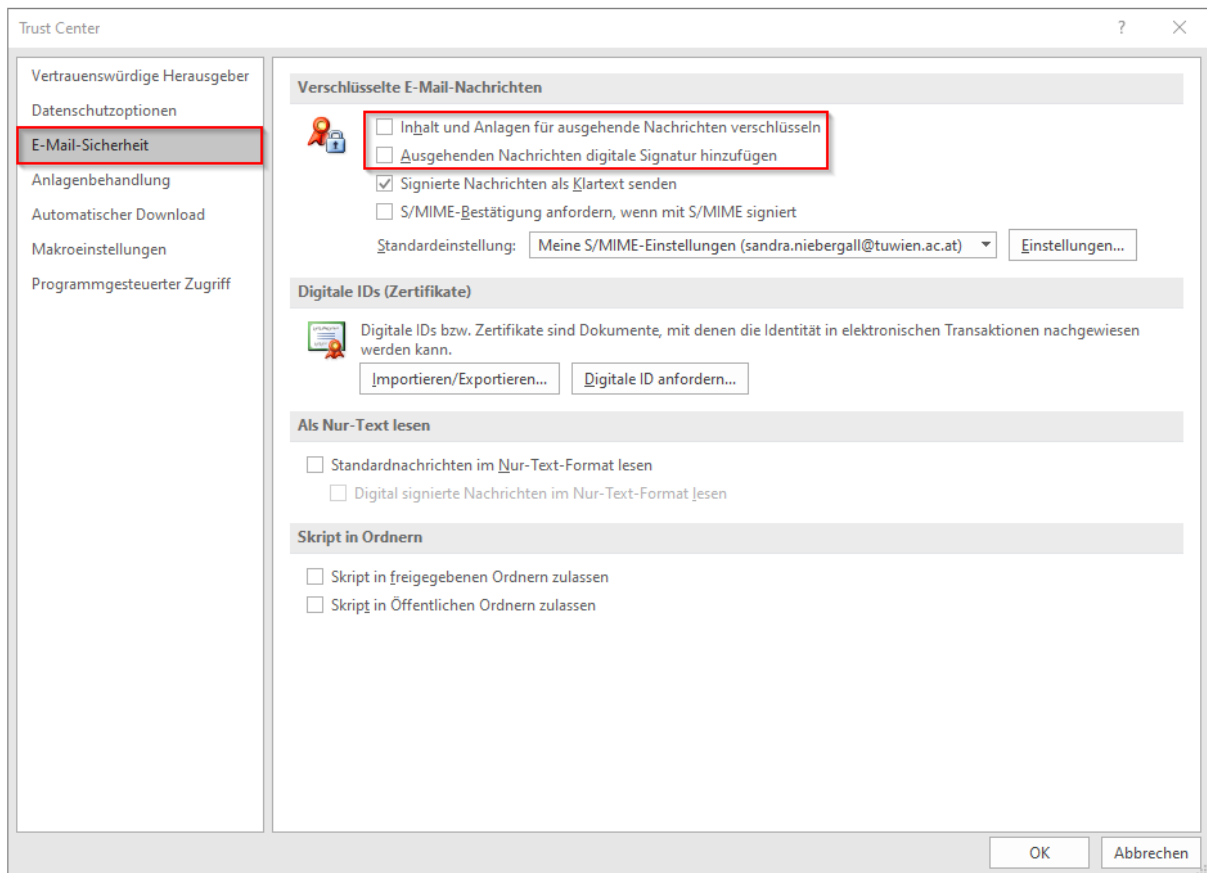 Trust Center
?
Vertrauenswürdige Herausgeber
Datenschutzoptionen
E-Mail-Sicherheit
Anlagenbehandlung
Automatischer Download
Makroeinstellungen
Programmgesteuerter Zugriff
Verschlüsselte E-Mail-Nachrichten
Inhalt und Anlagen für ausgehende Nachrichten verschlüsseln
Ausgehenden Nachrichten digitale Signatur hinzufügen
Signierte Nachrichten als Klartext senden
S/MIME-Bestätigung anfordern, wenn mit S/MIME signiert
Standardeinstellung: Meine S/MIME-Einstellungen (sandra.niebergall@tuwien.ac.at) Einstellungen...
Digitale IDs (Zertifikate)
Digitale IDs bzw. Zertifikate sind Dokumente, mit denen die Identität in elektronischen Transaktionen nachgewiesen
werden kann.
Importieren/Exportieren... Digitale ID anfordern...
Als Nur-Text lesen
Standardnachrichten im Nur-Text-Format lesen
Digital signierte Nachrichten im Nur-Text-Format lesen
Skript in Ordnern
Skript in freigegebenen Ordnern zulassen
Skript in Öffentlichen Ordnern zulassen
OK Abbrechen